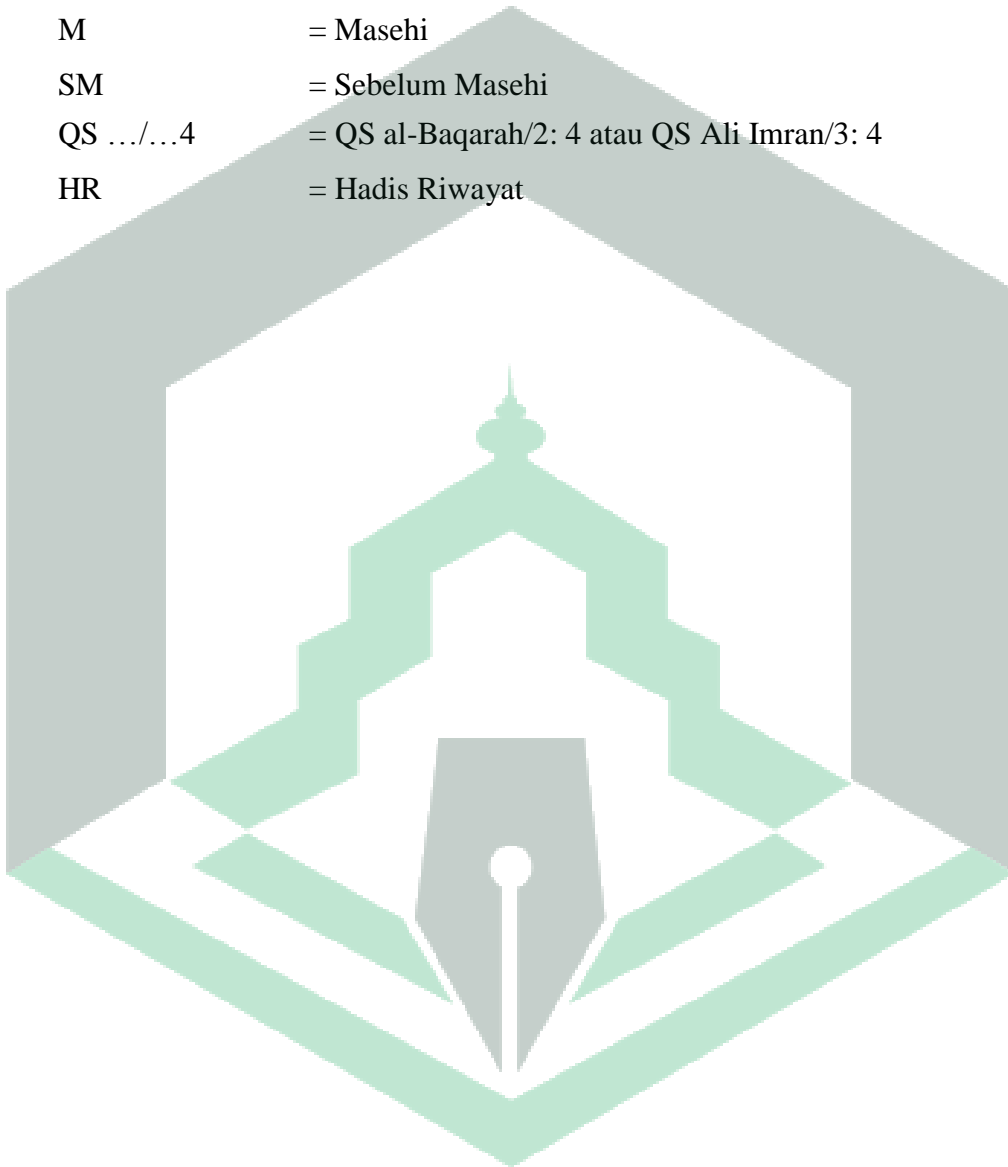 M = Masehi
SM = Sebelum Masehi
QS …/…4 = QS al-Baqarah/2: 4 atau QS Ali Imran/3: 4
HR = Hadis Riwayat